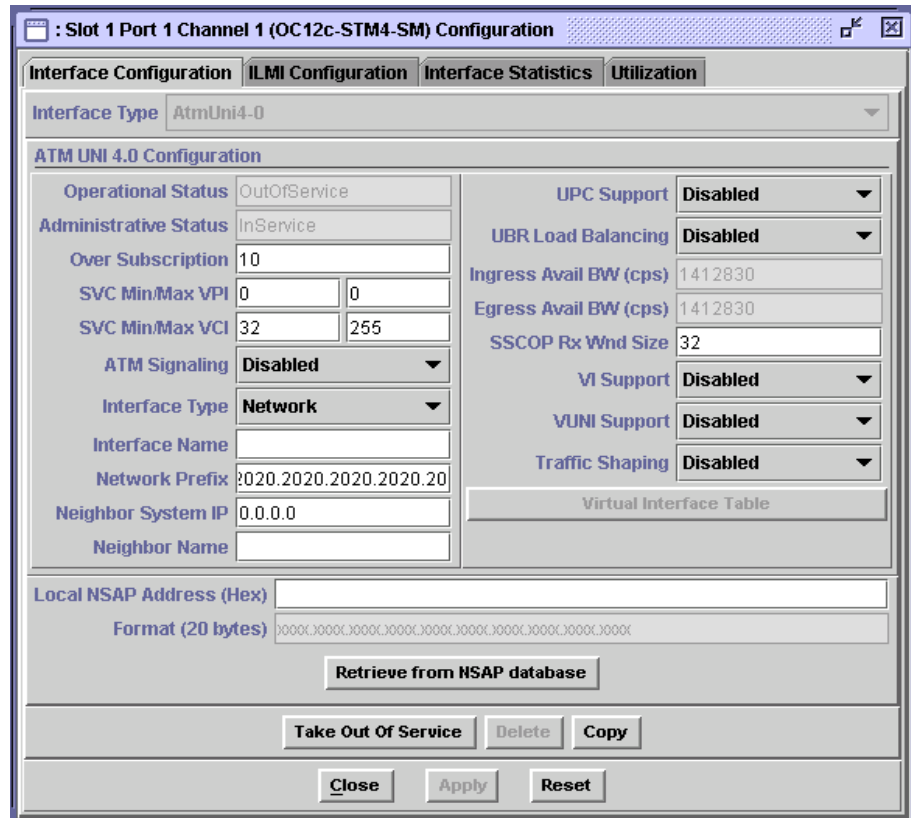 : Slot 1 Port 1 Channel 1 (OC12c-STM4-SM) Configuration
Interface Configuration ILMI Configuration Interface Statistics Utilization
Interface Type AtmUni4-0
ATM UNI 4.0 Configuration
Operational Status OutOfService
Administrative Status InService
Over Subscription 10
SVC Min/Max VPI 0 0
SVC Min/Max VCI 32 255
ATM Signaling Disabled
Interface Type Network
Interface Name
Network Prefix 2020.2020.2020.2020.20
Neighbor System IP 0.0.0.0
Neighbor Name
UPC Support Disabled
UBR Load Balancing Disabled
Ingress Avail BW (cps) 1412830
Egress Avail BW (cps) 1412830
SSCOP Rx Wnd Size 32
VI Support Disabled
VUNI Support Disabled
Traffic Shaping Disabled
Virtual Interface Table
Local NSAP Address (Hex)
Format (20 bytes) xxxx.xxxx.xxxx.xxxx.xxxx.xxxx.xxxx.xxxx.xxxx.xxxx
Retrieve from NSAP database
Take Out Of Service Delete Copy
Close Apply Reset